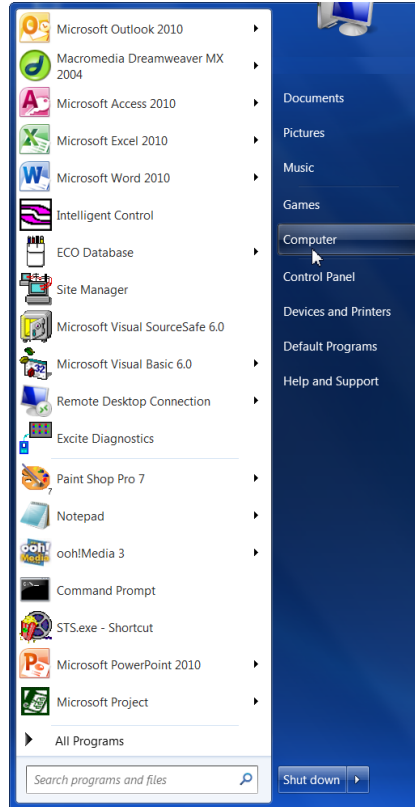 Microsoft Outlook 2010
Macromedia Dreamweaver MX
2004
Microsoft Access 2010
Microsoft Excel 2010
Microsoft Word 2010
Intelligent Control
ECO Database
Site Manager
Microsoft Visual SourceSafe 6.0
Microsoft Visual Basic 6.0
Remote Desktop Connection
Excite Diagnostics
Paint Shop Pro 7
7
Notepad
ooh!Media 3
ooh!
Media
Command Prompt
STS.exe - Shortcut
Microsoft PowerPoint 2010
Microsoft Project
All Programs
Search programs and files
Documents
Pictures
Music
Games
Computer
Control Panel
Devices and Printers
Default Programs
Help and Support
Shut down